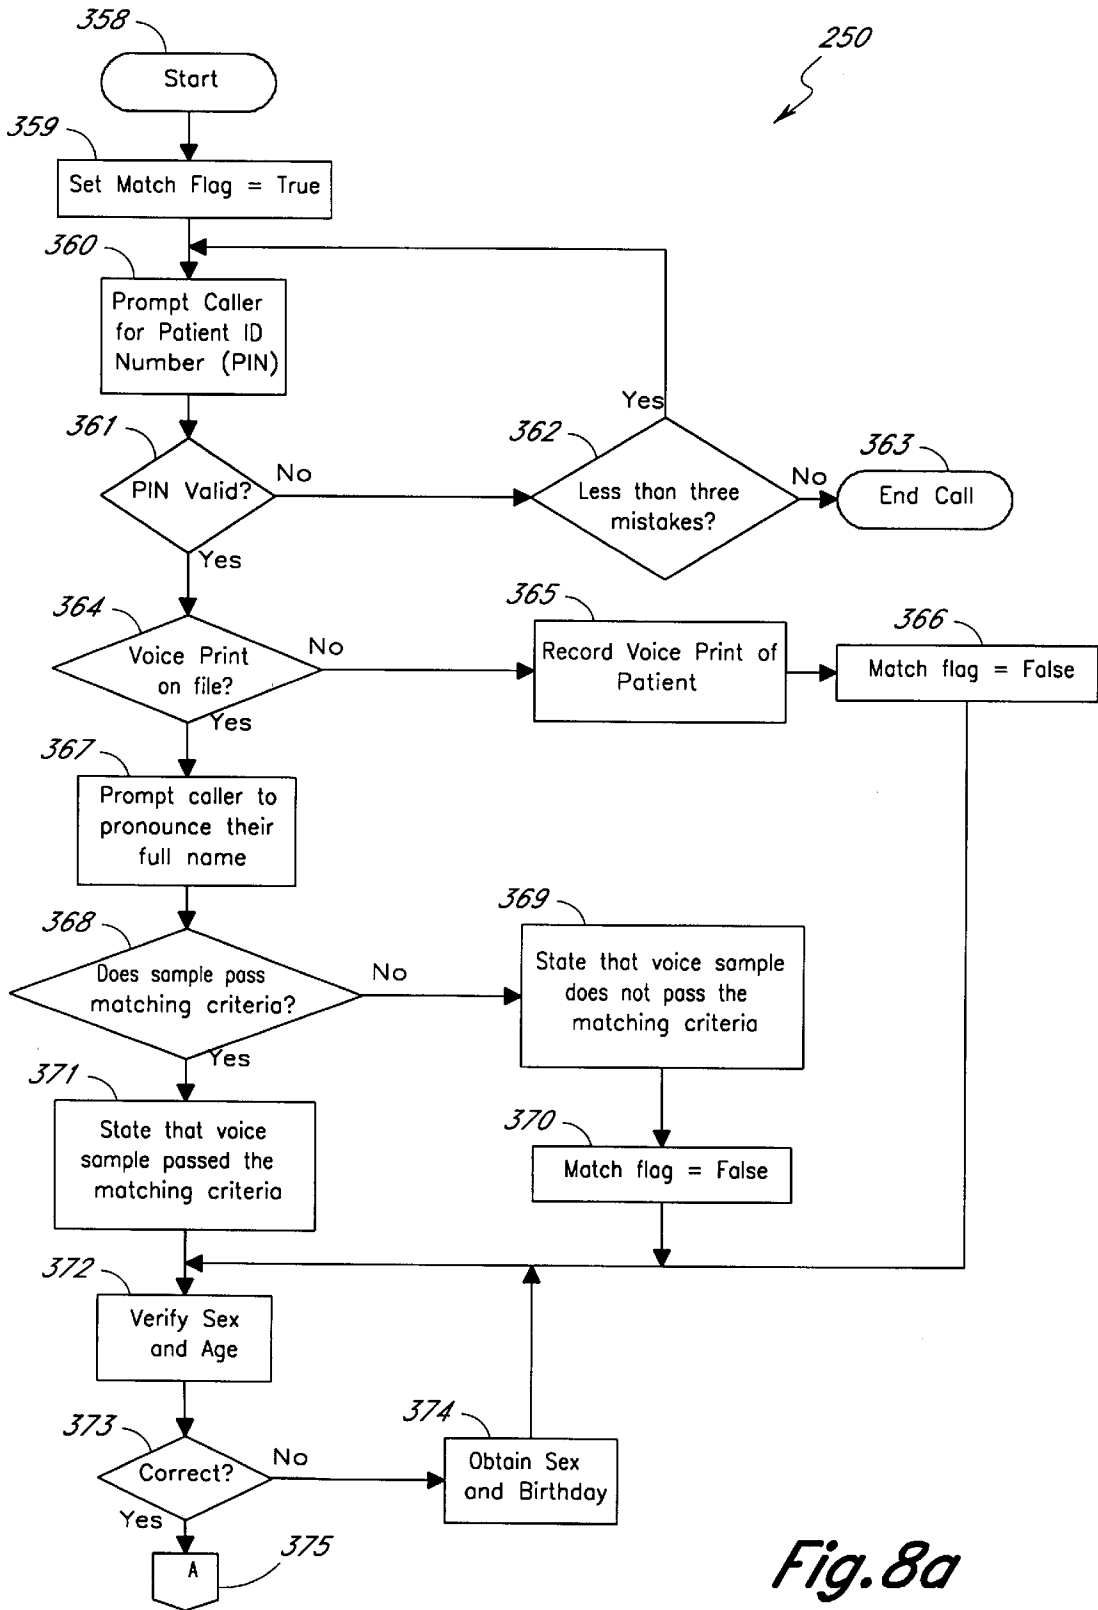 358
Start
250
359
Set Match Flag = True
360
Prompt Caller
for Patient ID
Number (PIN)
361
PIN Valid?
No
Yes
362
Less than three
mistakes?
Yes
No
363
End Call
364
Voice Print
on file?
No
Yes
365
Record Voice Print of
Patient
366
Match flag = False
367
Prompt caller to
pronounce their
full name
368
Does sample pass
matching criteria?
No
Yes
369
State that voice sample
does not pass the
matching criteria
370
Match flag = False
371
State that voice
sample passed the
matching criteria
372
Verify Sex
and Age
373
Correct?
No
Yes
374
Obtain Sex
and Birthday
A
375
Fig.8a